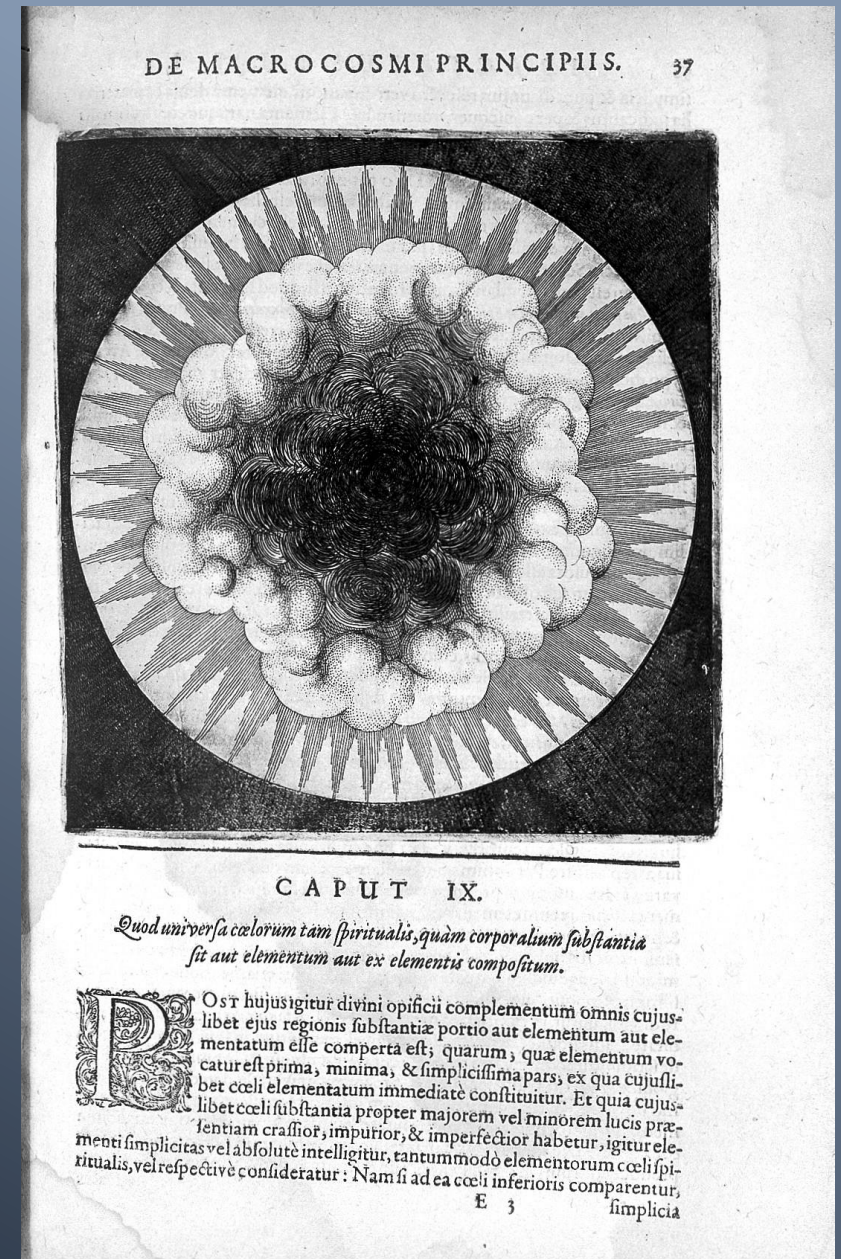 DE MACROCOSMI PRINCIPIIS. 37
CAPUT IX.
Quod universa cœlorum tam spiritualis, quàm corporalium substantia
sit aut elementum aut ex elementis compositum.
POST hujus igitur divini opificii complementum omnis cujus-
libet ejus regionis substantiæ portio aut elementum aut ele-
mentatum esse comperta est; quarum, quæ elementum vo-
catur est prima, minima, & simplicissima pars, ex qua cujusli-
bet cœli elementatum immediatè constituitur. Et quia cujus-
libet cœli substantia propter majorem vel minorem lucis præ-
sentiam crassior, impurior, & imperfectior habetur, igitur ele-
menti simplicitas vel absolutè intelligitur, tantummodò elementorum cœli spi-
ritualis, vel respectivè consideratur: Nam si ad ea cœli inferioris comparentur,
E 3 simplicia